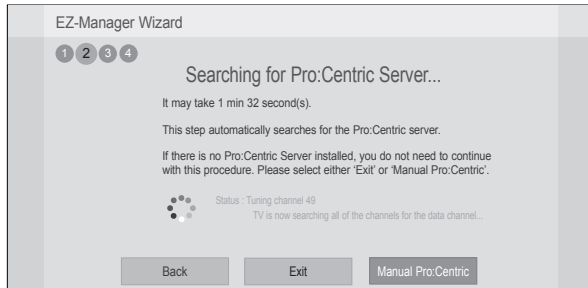 EZ-Manager Wizard
1 2 3 4
Searching for Pro:Centric Server...
It may take 1 min 32 second(s).
This step automatically searches for the Pro:Centric server.
If there is no Pro:Centric Server installed, you do not need to continue
with this procedure. Please select either ‘Exit’ or ‘Manual Pro:Centric’.
Status : Tuning channel 49
TV is now searching all of the channels for the data channel...
Back Exit Manual Pro:Centric